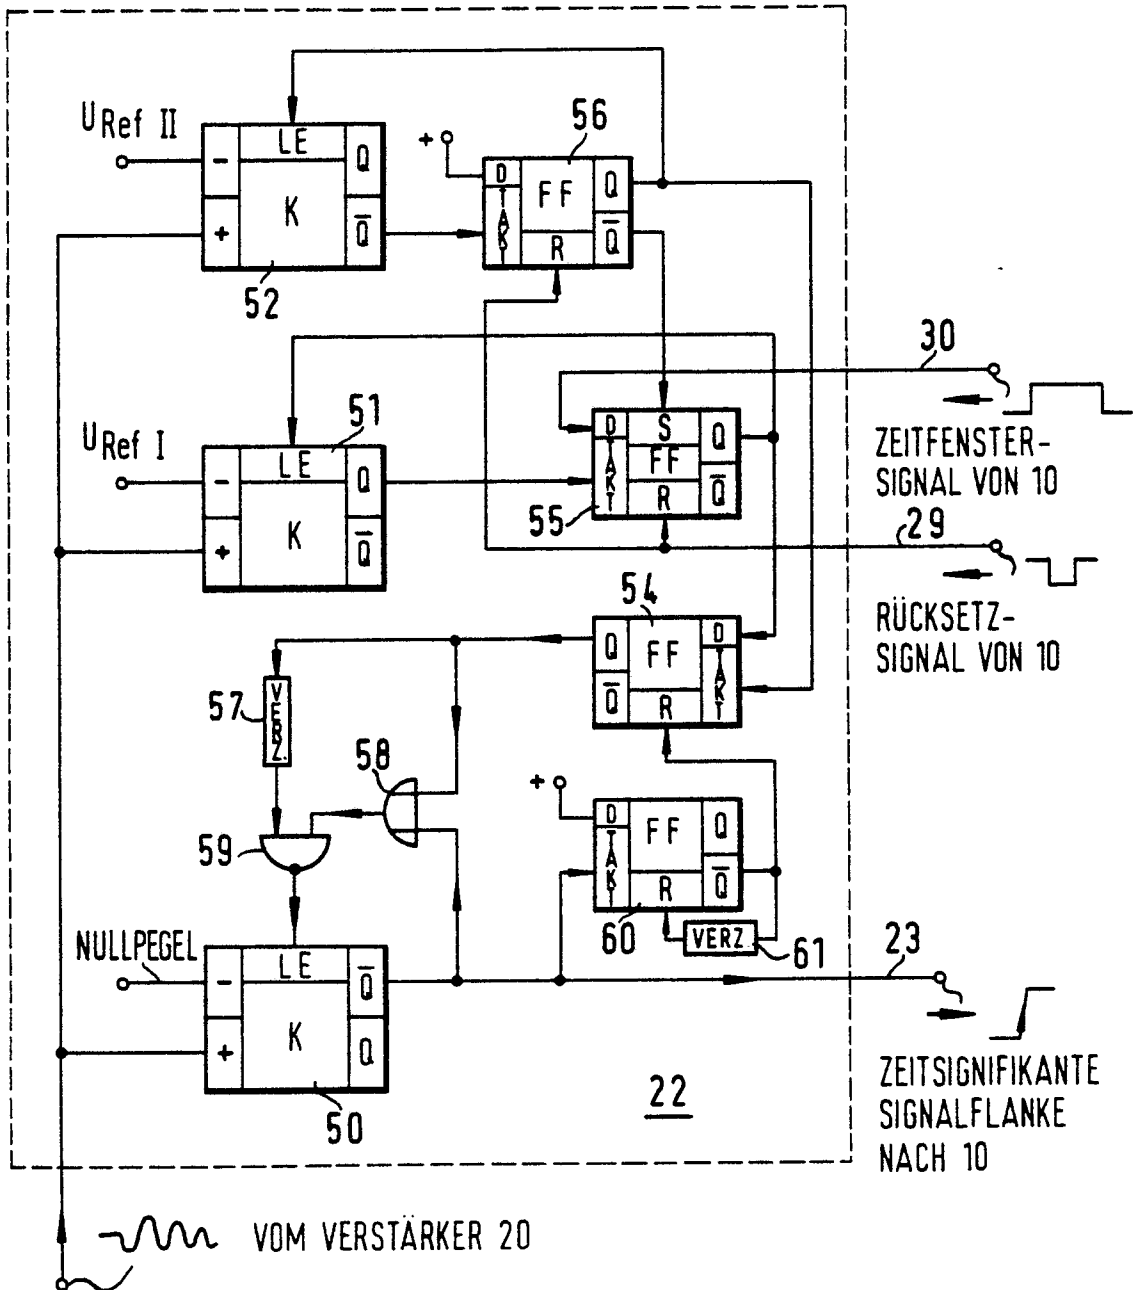 U Ref II
LE
-
Q
K
+
Q̅
52
+
56
D
FF
Q
TAKT
Q̅
R
30
ZEITFENSTER-
SIGNAL VON 10
U Ref I
51
LE
-
Q
K
+
Q̅
D
S
Q
TAKT
FF
Q̅
R
55
29
RÜCKSETZ-
SIGNAL VON 10
54
Q
FF
D
Q̅
R
TAKT
57
VERZ.
58
59
+
D
FF
Q
TAKT
R
Q̅
60
VERZ.
61
NULLPEGEL
LE
-
Q̅
K
+
Q
50
23
ZEITSIGNIFIKANTE
SIGNALFLANKE
NACH 10
22
VOM VERSTÄRKER 20